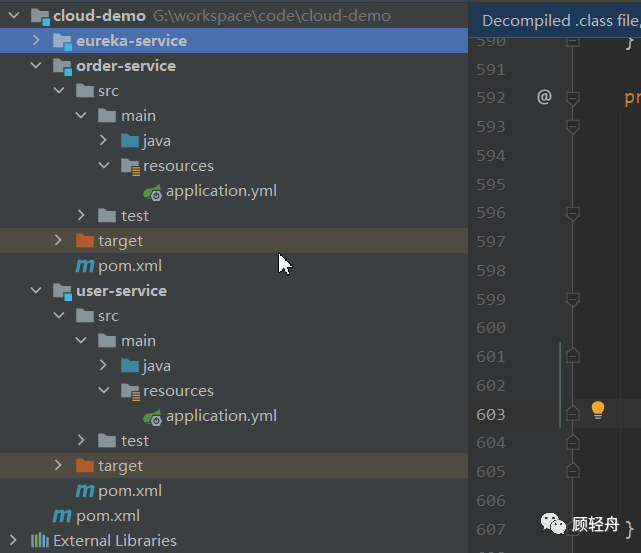 cloud-demo G:\workspace\code\cloud-demo
eureka-service
order-service
src
main
java
resources
application.yml
test
target
pom.xml
user-service
src
main
java
resources
application.yml
test
target
pom.xml
pom.xml
External Libraries
Decompiled .class file,
590 }
591
592 @ pr
593
594
595
596
597
598
599
600
601
602
603
604
605
606
607 }
顾轻舟